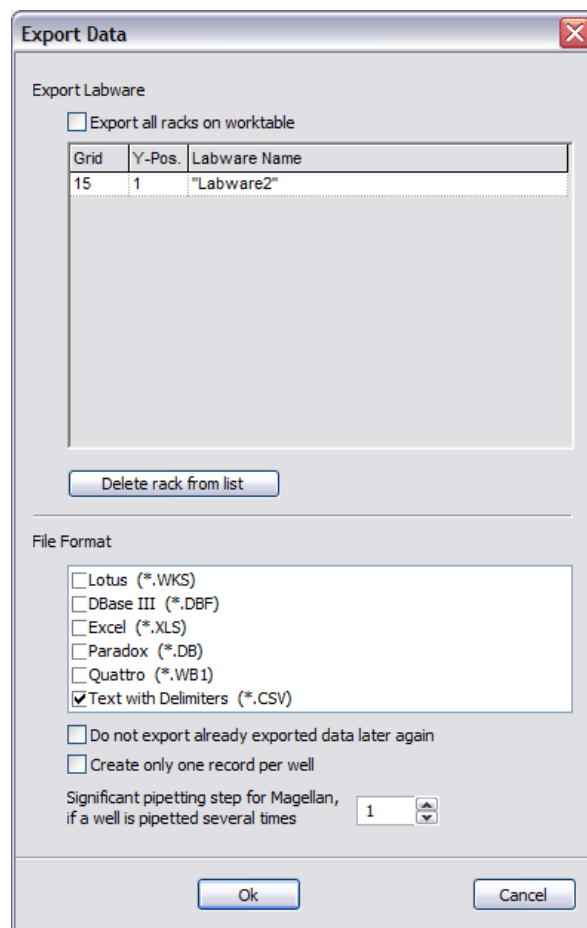 Export Data
Export Labware
Export all racks on worktable
Grid Y-Pos. Labware Name
15 1 "Labware2"
Delete rack from list
File Format
Lotus (*.WKS)
DBase III (*.DBF)
Excel (*.XLS)
Paradox (*.DB)
Quattro (*.WB1)
Text with Delimiters (*.CSV)
Do not export already exported data later again
Create only one record per well
Significant pipetting step for Magellan,
if a well is pipetted several times 1
Ok Cancel